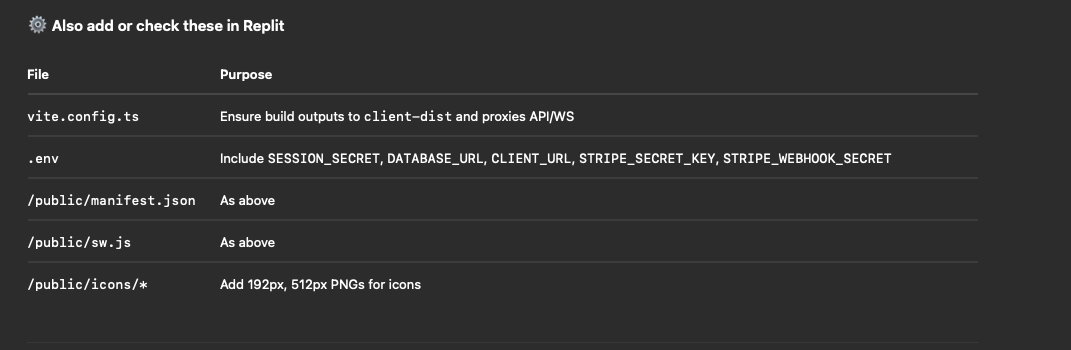 ⚙️ Also add or check these in Replit
File Purpose
vite.config.ts Ensure build outputs to client-dist and proxies API/WS
.env Include SESSION_SECRET, DATABASE_URL, CLIENT_URL, STRIPE_SECRET_KEY, STRIPE_WEBHOOK_SECRET
/public/manifest.json As above
/public/sw.js As above
/public/icons/* Add 192px, 512px PNGs for icons